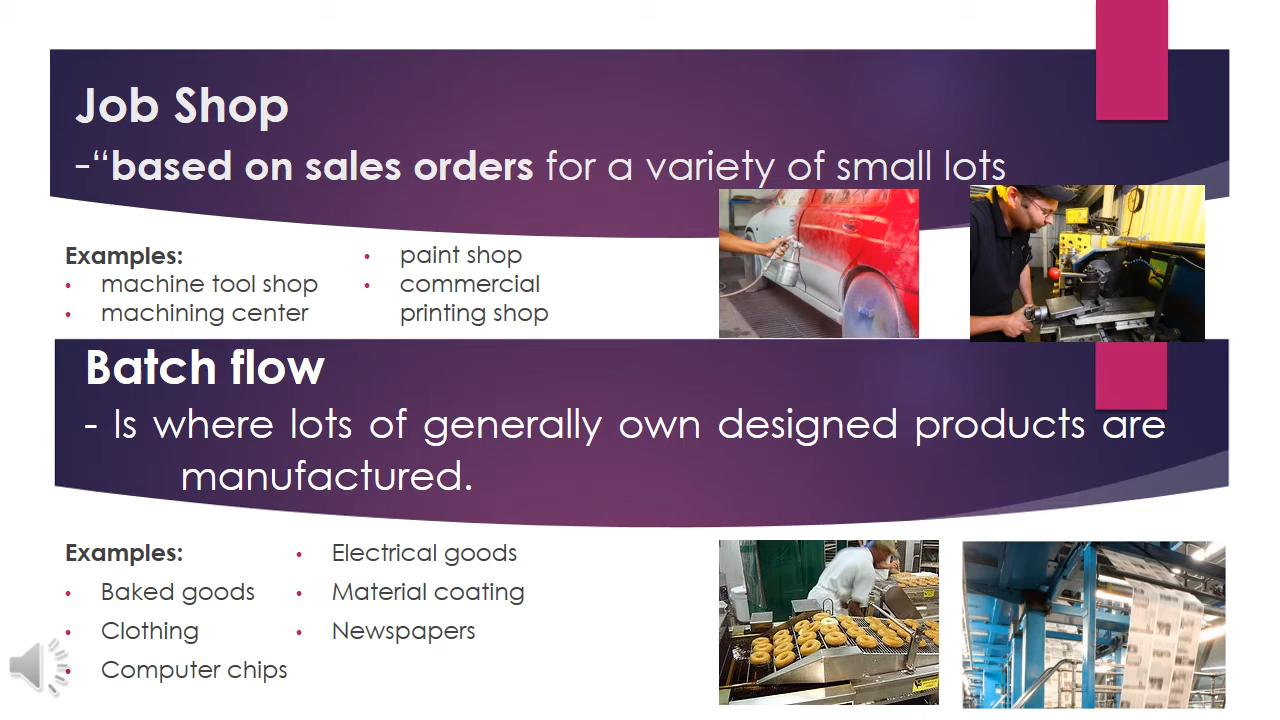 Job Shop
-“based on sales orders for a variety of small lots
Examples:
• machine tool shop
• machining center
• paint shop
• commercial
printing shop
Batch flow
- Is where lots of generally own designed products are
manufactured.
Examples:
• Baked goods
• Clothing
• Computer chips
• Electrical goods
• Material coating
• Newspapers